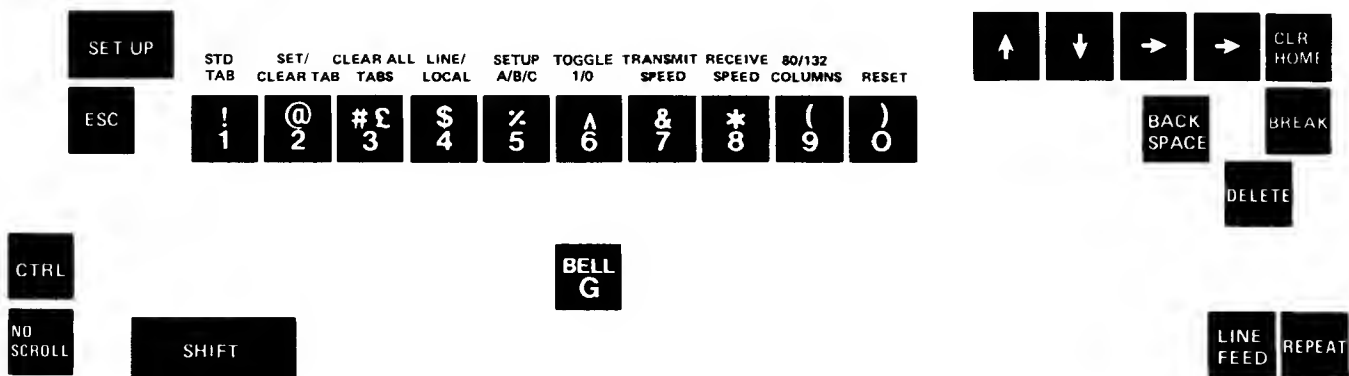 SET UP
STD TAB
SET/ CLEAR TAB
CLEAR ALL TABS
LINE/ LOCAL
SETUP A/B/C
TOGGLE 1/0
TRANSMIT SPEED
RECEIVE SPEED
80/132 COLUMNS
RESET
↑ ↓ → →
CLR
HOME
ESC
! 1
@ 2
# £ 3
$ 4
% 5
∧ 6
& 7
* 8
( 9
) 0
BACK
SPACE
BREAK
DELETE
CTRL
BELL
G
NO
SCROLL
SHIFT
LINE
FEED
REPEAT